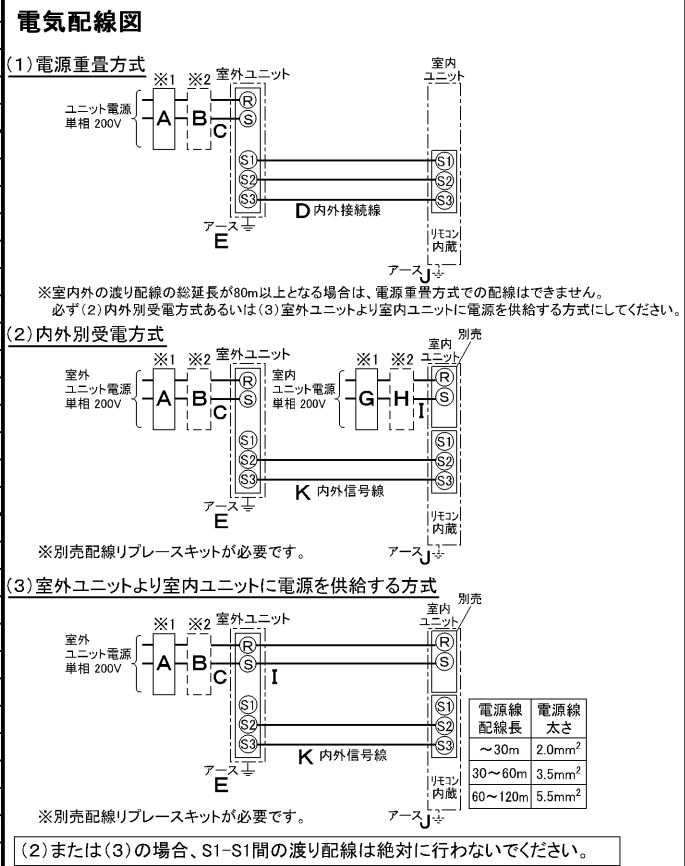 電気配線図
(1)電源重畳方式
※1 ※2 室外ユニット
室内
ユニット
ユニット電源
単相 200V
A B C
R
S
S1
S2
S3
S1
S2
S3
D 内外接続線
アース
E
リモコン
内蔵
アース J
※室内外の渡り配線の総延長が80m以上となる場合は、電源重畳方式での配線はできません。
必ず(2)内外別受電方式あるいは(3)室外ユニットより室内ユニットに電源を供給する方式にしてください。
(2)内外別受電方式
※1 ※2 室外ユニット
※1 ※2
室内
ユニット
別売
室外
ユニット電源
単相 200V
A B C
R
S
室内
ユニット電源
単相 200V
G H I
R
S
S1
S2
S3
S1
S2
S3
K 内外信号線
アース
E
リモコン
内蔵
※別売配線リプレースキットが必要です。
アース J
(3)室外ユニットより室内ユニットに電源を供給する方式
※1 ※2 室外ユニット
室内
ユニット
別売
室外
ユニット電源
単相 200V
A B C
R
S
I
R
S
S1
S2
S3
S1
S2
S3
K 内外信号線
アース
E
リモコン
内蔵
電源線 電源線
配線長 太さ
～30m 2.0mm²
30～60m 3.5mm²
60～120m 5.5mm²
※別売配線リプレースキットが必要です。
アース J
(2)または(3)の場合、S1-S1間の渡り配線は絶対に行わないでください。